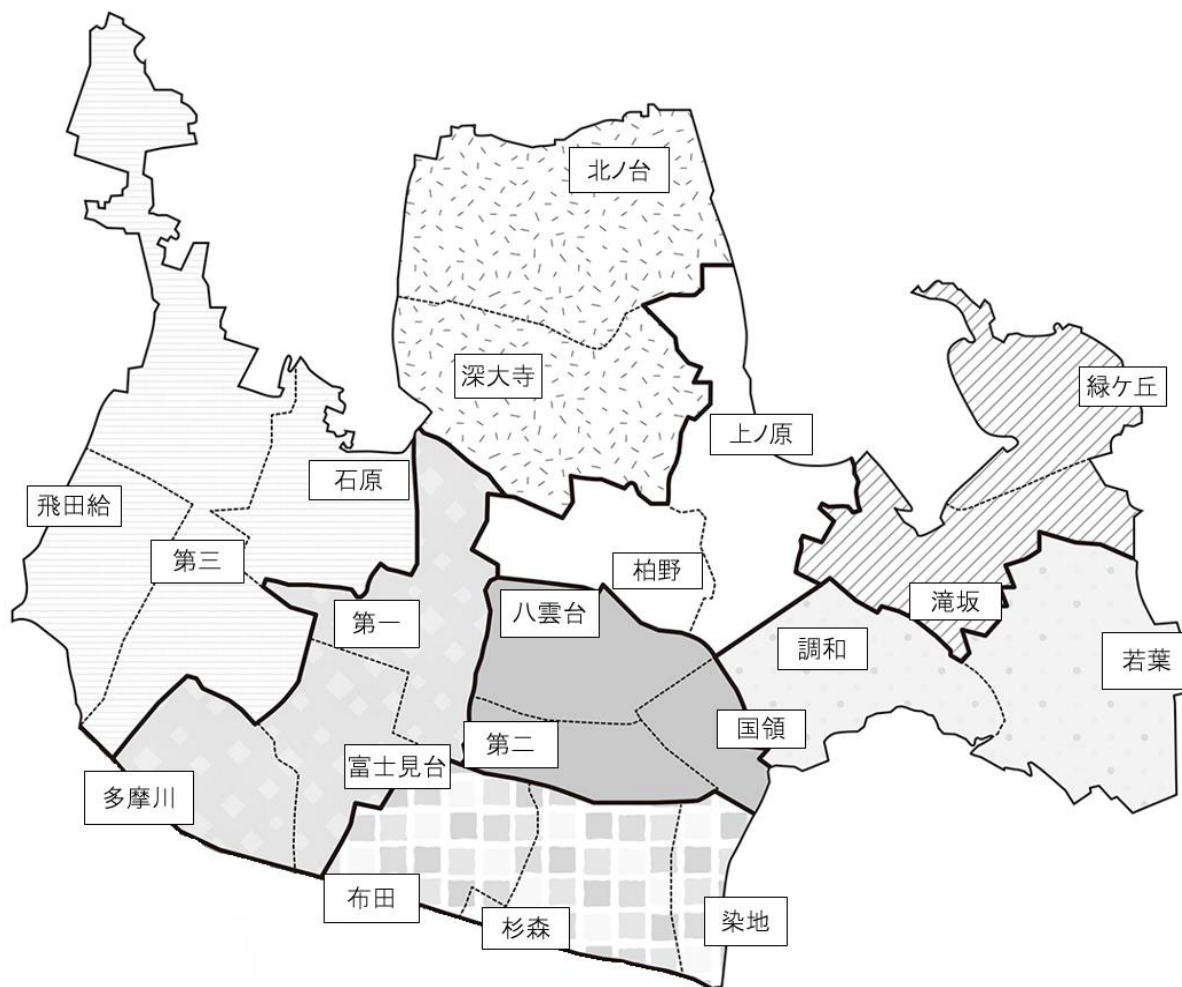 北ノ台
深大寺
緑ケ丘
上ノ原
石原
飛田給
第三
柏野
八雲台
滝坂
第一
調和
若葉
国領
第二
富士見台
多摩川
布田
杉森
染地